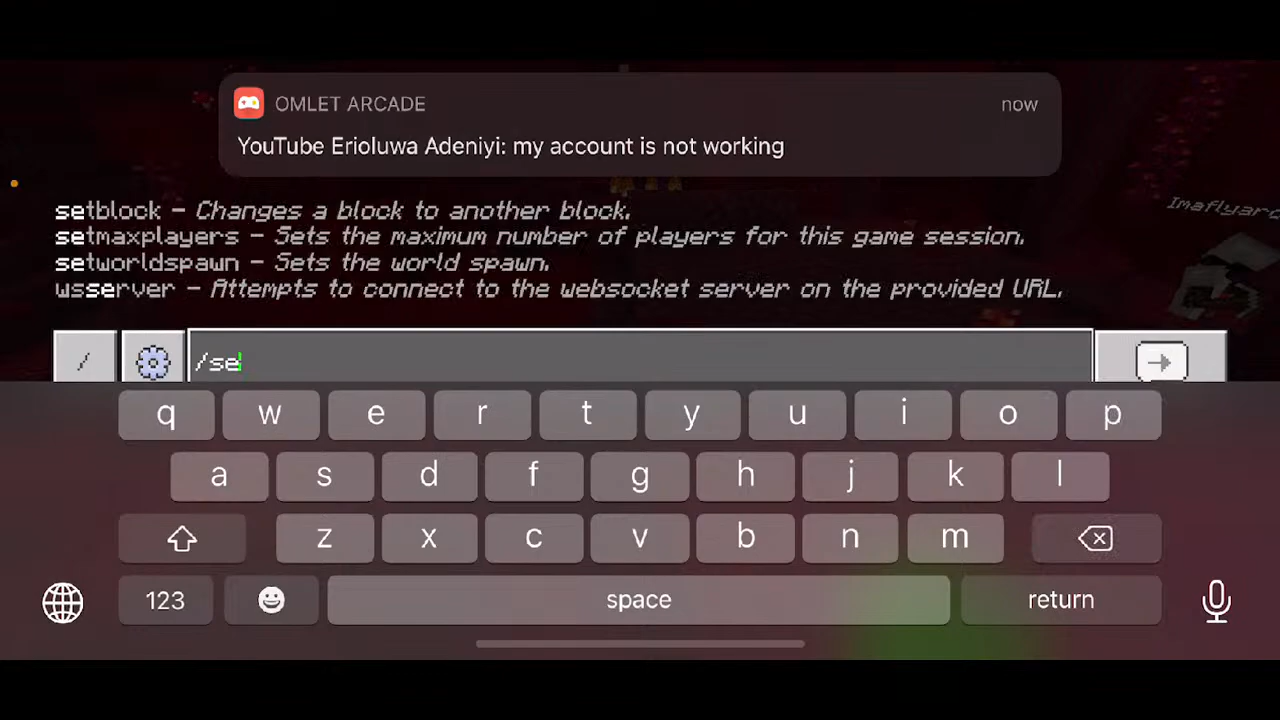 OMLET ARCADE
now
YouTube Erioluwa Adeniyi: my account is not working
setblock - Changes a block to another block.
Imaflyard
setmaxplayers - Sets the maximum number of players for this game session.
setworldspawn - Sets the world spawn.
wsserver - Attempts to connect to the websocket server on the provided URL.
/
/se
q w e r t y u i o p
a s d f g h j k l
z x c v b n m
123
space
return